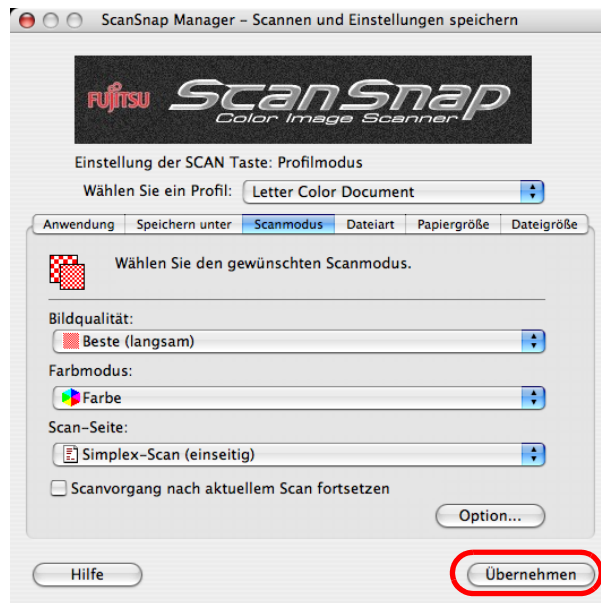 ScanSnap Manager – Scannen und Einstellungen speichern
FUJITSU ScanSnap
Color Image Scanner
Einstellung der SCAN Taste: Profilmodus
Wählen Sie ein Profil: Letter Color Document
Anwendung Speichern unter Scanmodus Dateiart Papiergröße Dateigröße
Wählen Sie den gewünschten Scanmodus.
Bildqualität:
Beste (langsam)
Farbmodus:
Farbe
Scan-Seite:
Simplex-Scan (einseitig)
Scanvorgang nach aktuellem Scan fortsetzen
Option...
Hilfe Übernehmen